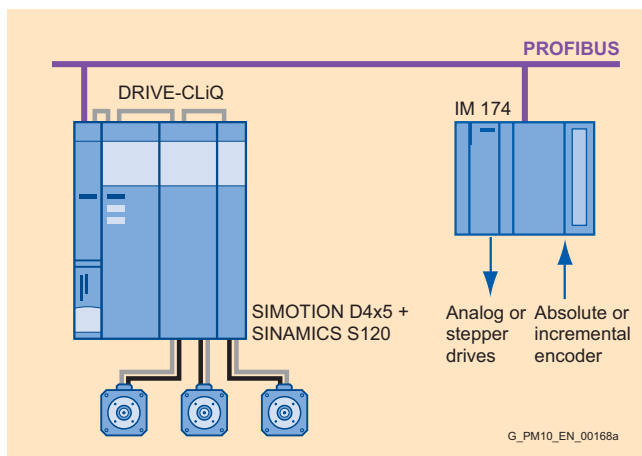 PROFIBUS
DRIVE-CLiQ
IM 174
SIMOTION D4x5 +
SINAMICS S120
Analog or
stepper
drives
Absolute or
incremental
encoder
G_PM10_EN_00168a